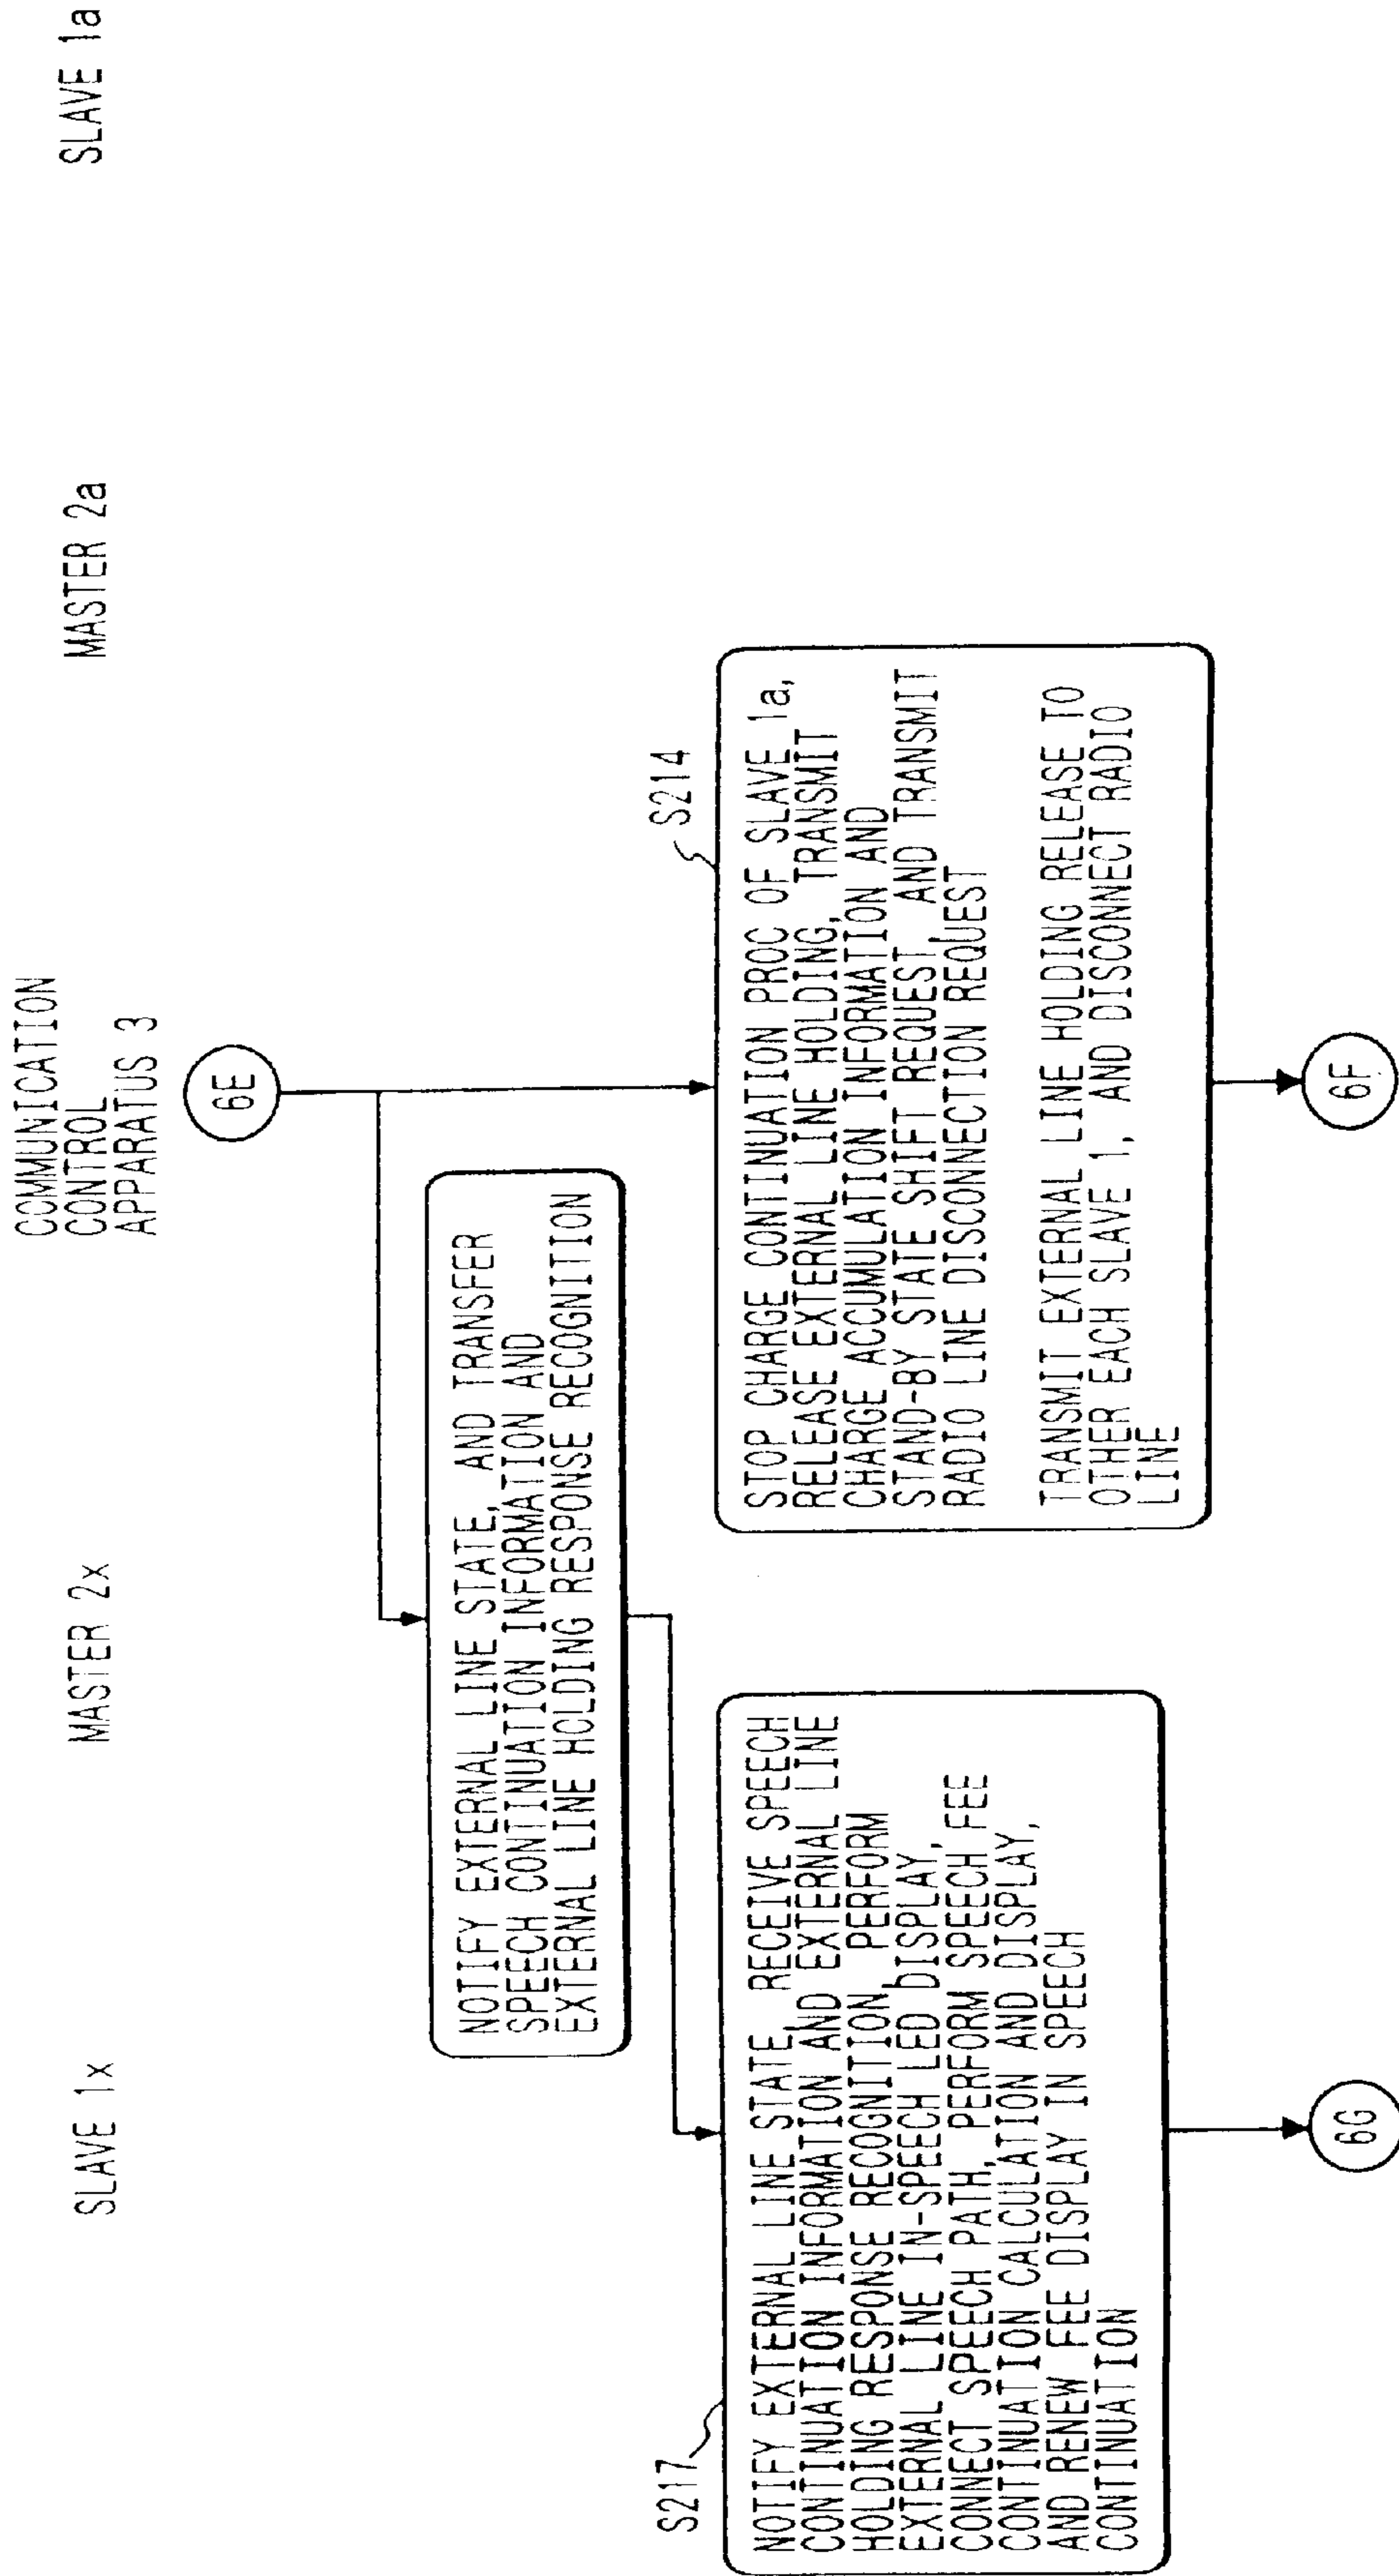 SLAVE 1x
MASTER 2x
COMMUNICATION
CONTROL
APPARATUS 3
MASTER 2a
SLAVE 1a
6E
NOTIFY EXTERNAL LINE STATE, AND TRANSFER
SPEECH CONTINUATION INFORMATION AND
EXTERNAL LINE HOLDING RESPONSE RECOGNITION
S217
NOTIFY EXTERNAL LINE STATE, RECEIVE SPEECH
CONTINUATION INFORMATION AND EXTERNAL LINE
HOLDING RESPONSE RECOGNITION, PERFORM
EXTERNAL LINE IN-SPEECH LED DISPLAY,
CONNECT SPEECH PATH, PERFORM SPEECH FEE
CONTINUATION CALCULATION AND DISPLAY,
AND RENEW FEE DISPLAY IN SPEECH
CONTINUATION
S214
STOP CHARGE CONTINUATION PROC OF SLAVE 1a,
RELEASE EXTERNAL LINE HOLDING, TRANSMIT
CHARGE ACCUMULATION INFORMATION AND
STAND-BY STATE SHIFT REQUEST, AND TRANSMIT
RADIO LINE DISCONNECTION REQUEST
TRANSMIT EXTERNAL LINE HOLDING RELEASE TO
OTHER EACH SLAVE 1, AND DISCONNECT RADIO
LINE
6G
6F